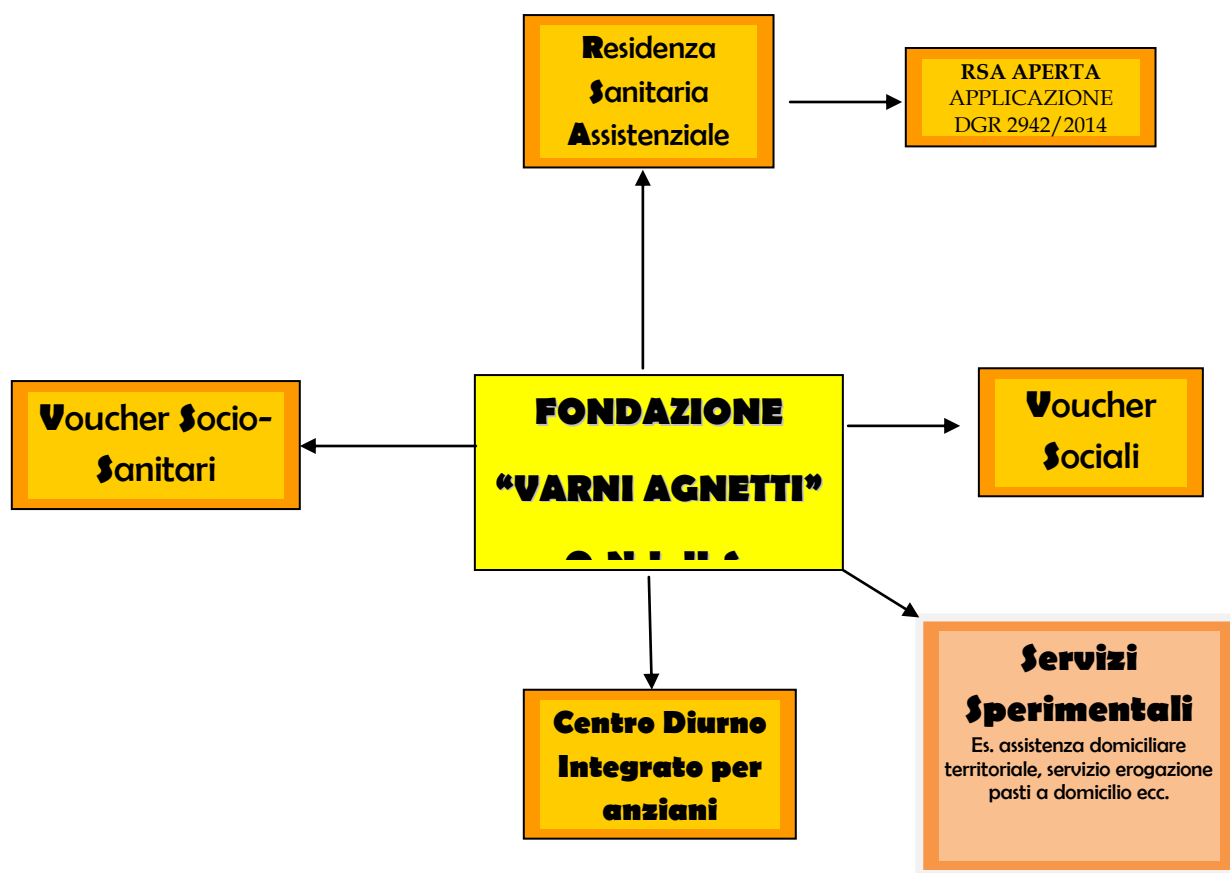 Residenza
Sanitaria
Assistenziale
RSA APERTA
APPLICAZIONE
DGR 2942/2014
Voucher Socio-
Sanitari
FONDAZIONE
“VARNI AGNETTI”
Voucher
Sociali
Centro Diurno
Integrato per
anziani
Servizi
Sperimentali
Es. assistenza domiciliare
territoriale, servizio erogazione
pasti a domicilio ecc.